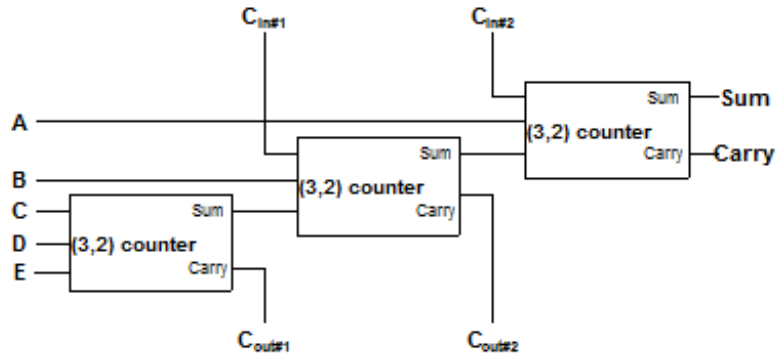 Cin#1
Cin#2
Sum
Sum
A
(3,2) counter
Sum
Carry
Carry
B
(3,2) counter
C
Sum
Carry
D
(3,2) counter
E
Carry
Cout#1
Cout#2